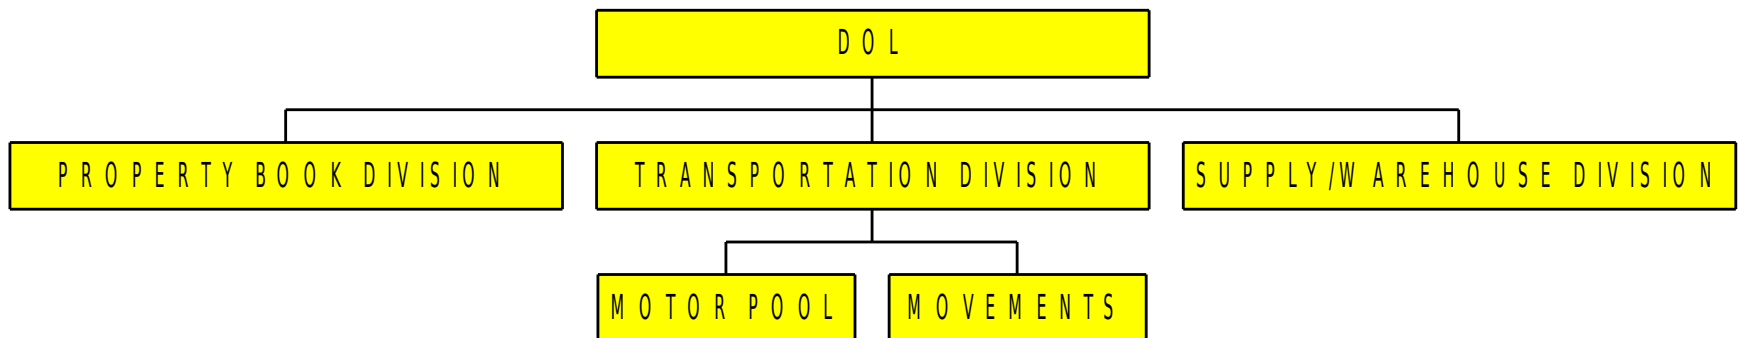 DOL
PROPERTY BOOK DIVISION
TRANSPORTATION DIVISION
SUPPLY/WAREHOUSE DIVISION
MOTOR POOL
MOVEMENTS